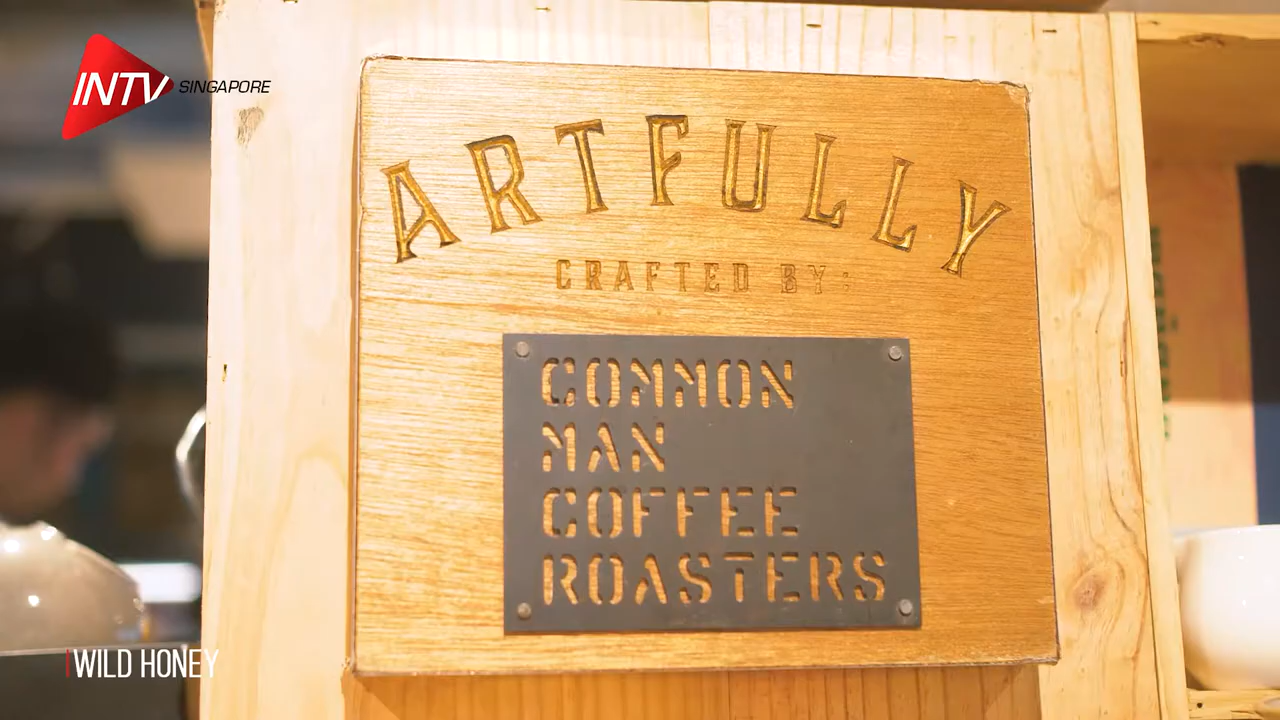 INTV SINGAPORE
ARTFULLY
CRAFTED BY:
COMMON
MAN
COFFEE
ROASTERS
WILD HONEY